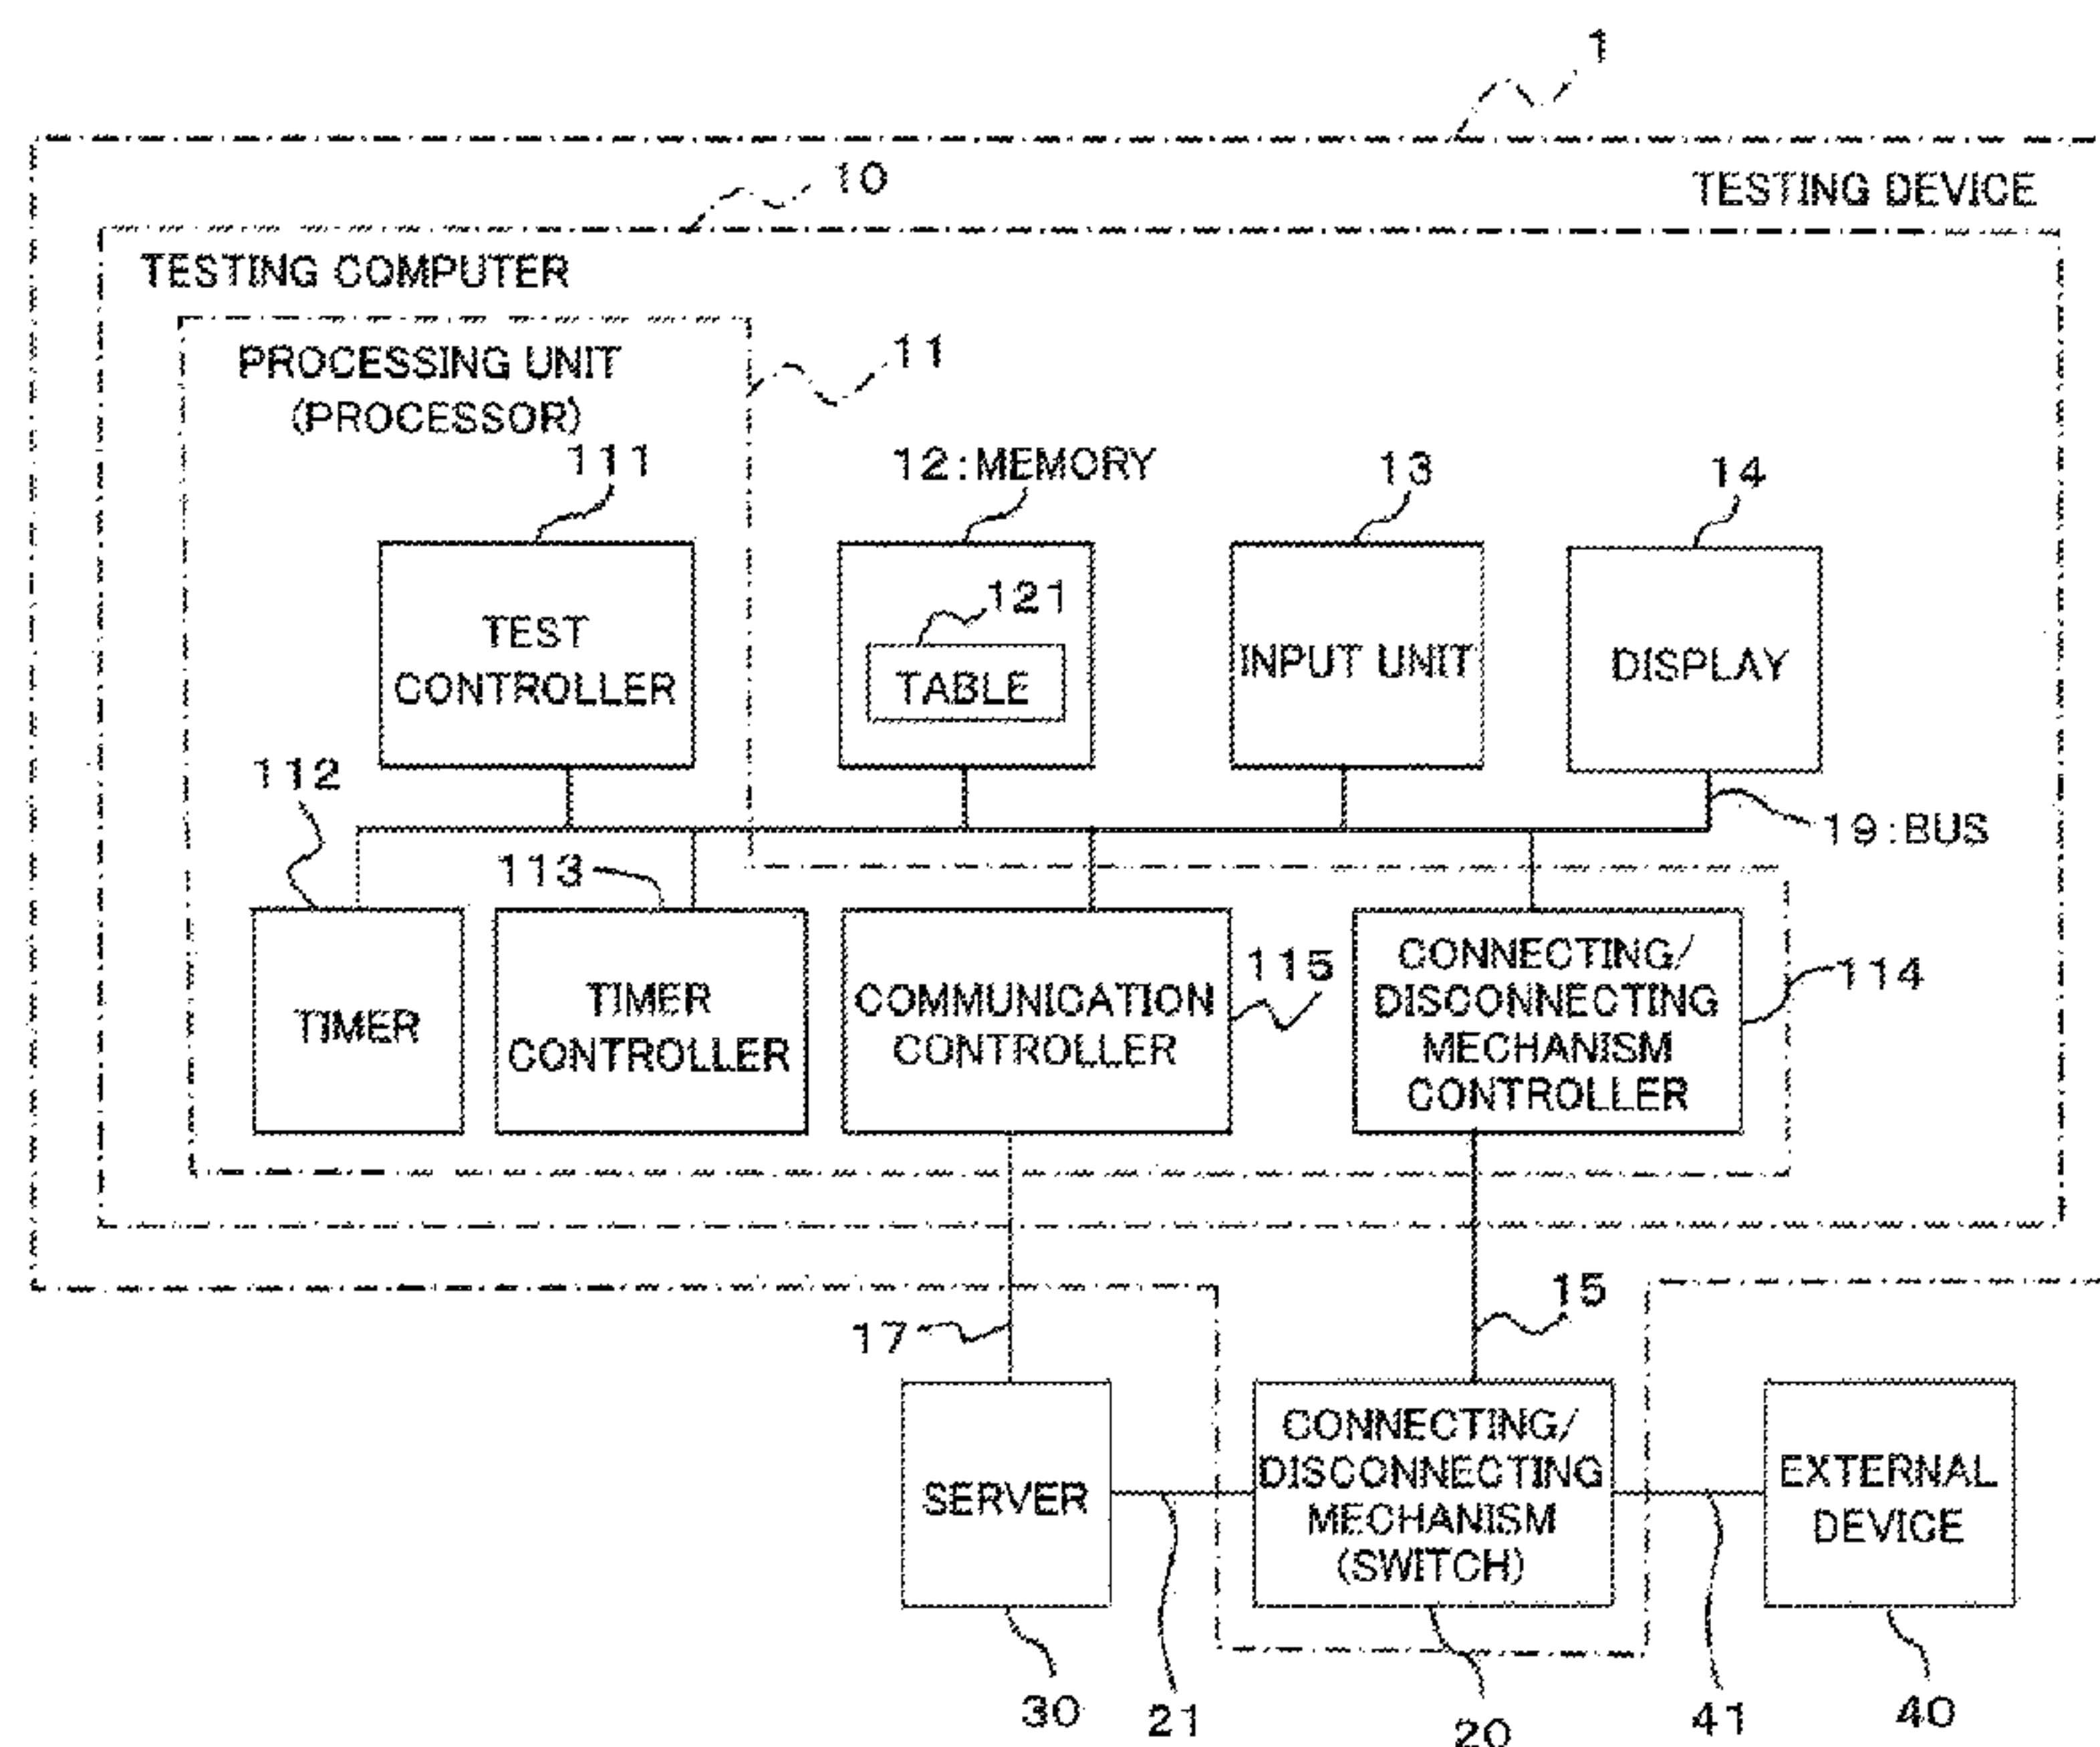 1
TESTING DEVICE
10
TESTING COMPUTER
PROCESSING UNIT
(PROCESSOR)
11
111
12:MEMORY
13
14
TEST
CONTROLLER
121
TABLE
INPUT UNIT
DISPLAY
112
113
19:BUS
TIMER
TIMER
CONTROLLER
COMMUNICATION
CONTROLLER
115
CONNECTING/
DISCONNECTING
MECHANISM
CONTROLLER
114
17
15
SERVER
CONNECTING/
DISCONNECTING
MECHANISM
(SWITCH)
EXTERNAL
DEVICE
30
21
20
41
40